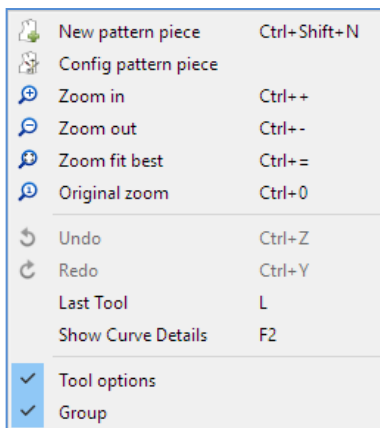 New pattern piece Ctrl+Shift+N
Config pattern piece
Zoom in Ctrl++
Zoom out Ctrl+-
Zoom fit best Ctrl+=
1 Original zoom Ctrl+0
Undo Ctrl+Z
Redo Ctrl+Y
Last Tool L
Show Curve Details F2
Tool options
Group